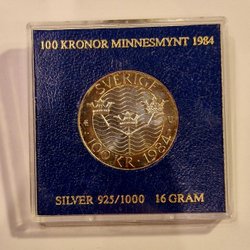 100 KRONOR MINNESMYNT 1984
SVERIGE
100 KR · 1984
SILVER 925/1000 16 GRAM